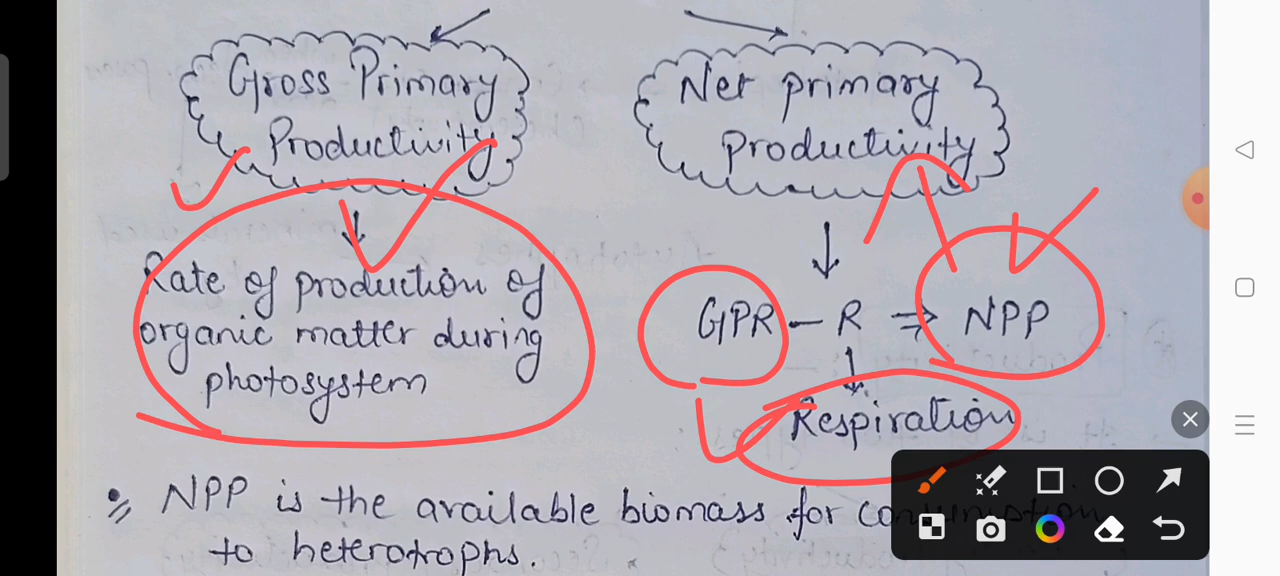 Gross Primary
Productivity
Net primary
productivity
Rate of production of
organic matter during
photosystem
GPR - R ⇒ NPP
Respiration
NPP is the available biomass for consumption
to heterotrophs.